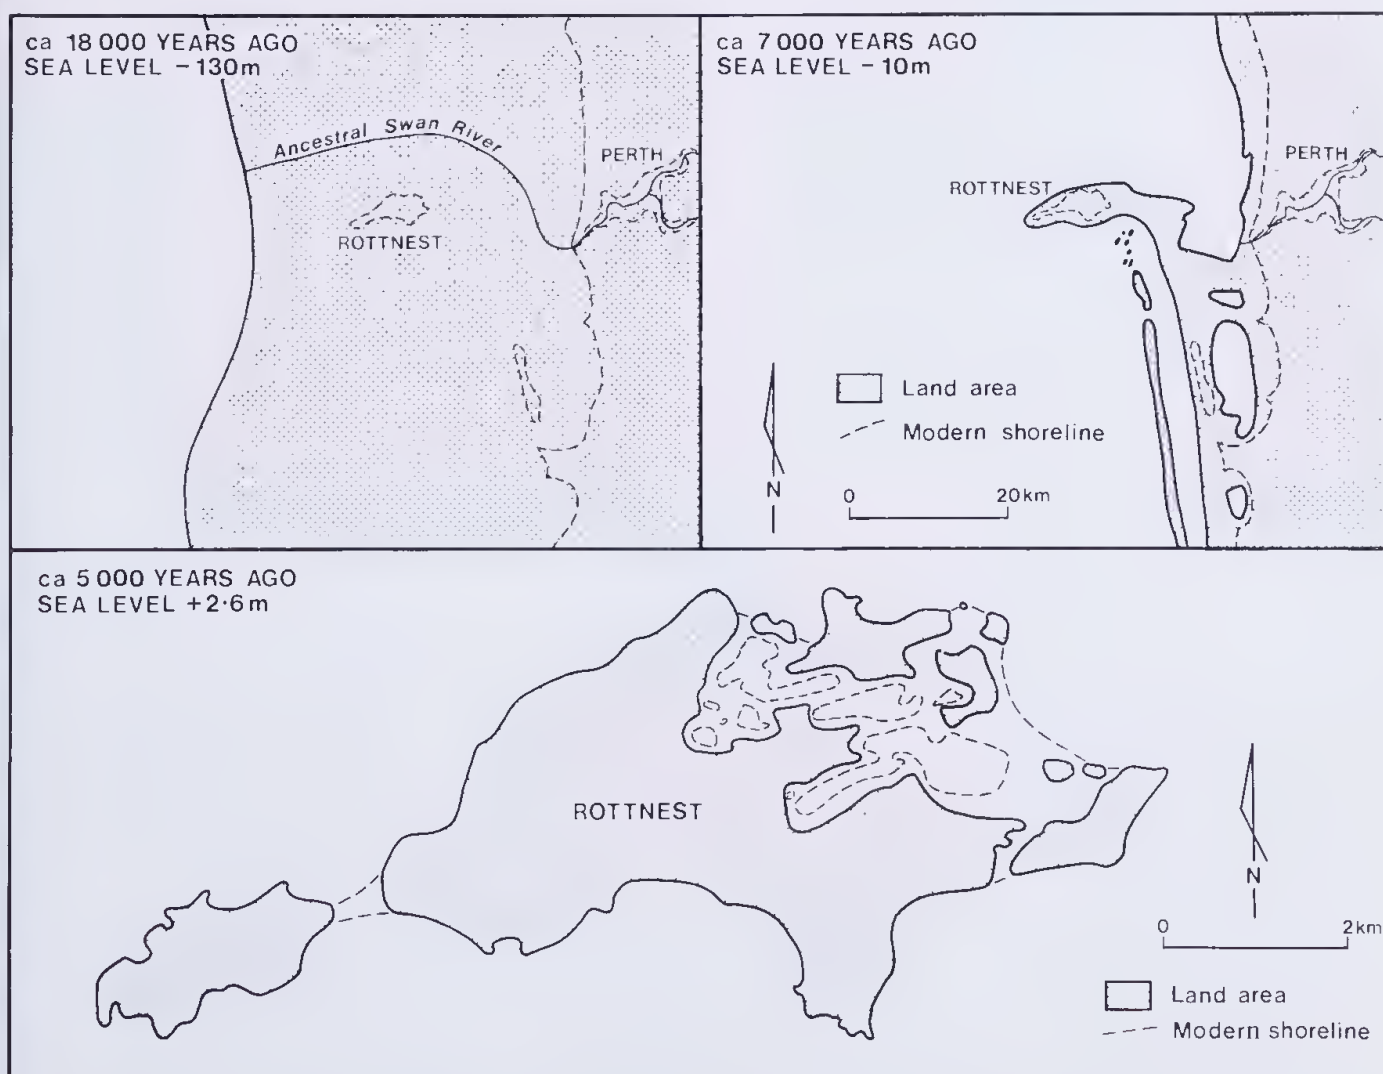 ca 18 000 YEARS AGO
SEA LEVEL −130m
Ancestral Swan River
PERTH
ROTTNEST
ca 7 000 YEARS AGO
SEA LEVEL −10m
PERTH
ROTTNEST
Land area
Modern shoreline
N
0 20km
ca 5 000 YEARS AGO
SEA LEVEL +2·6m
ROTTNEST
N
0 2km
Land area
Modern shoreline